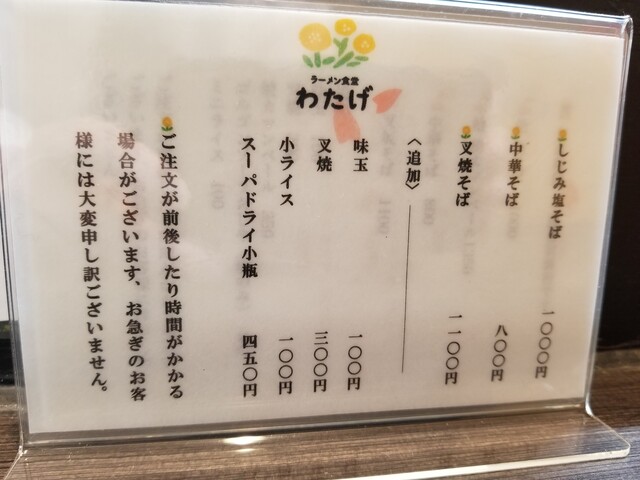 ラーメン食堂
わたげ
しじみ塩そば 一〇〇〇円
中華そば 八〇〇円
叉焼そば 一一〇〇円
〈追加〉
味玉 一〇〇円
叉焼 三〇〇円
小ライス 一〇〇円
スーパドライ小瓶 四五〇円
ご注文が前後したり時間がかかる
場合がございます、お急ぎのお客
様には大変申し訳ございません。